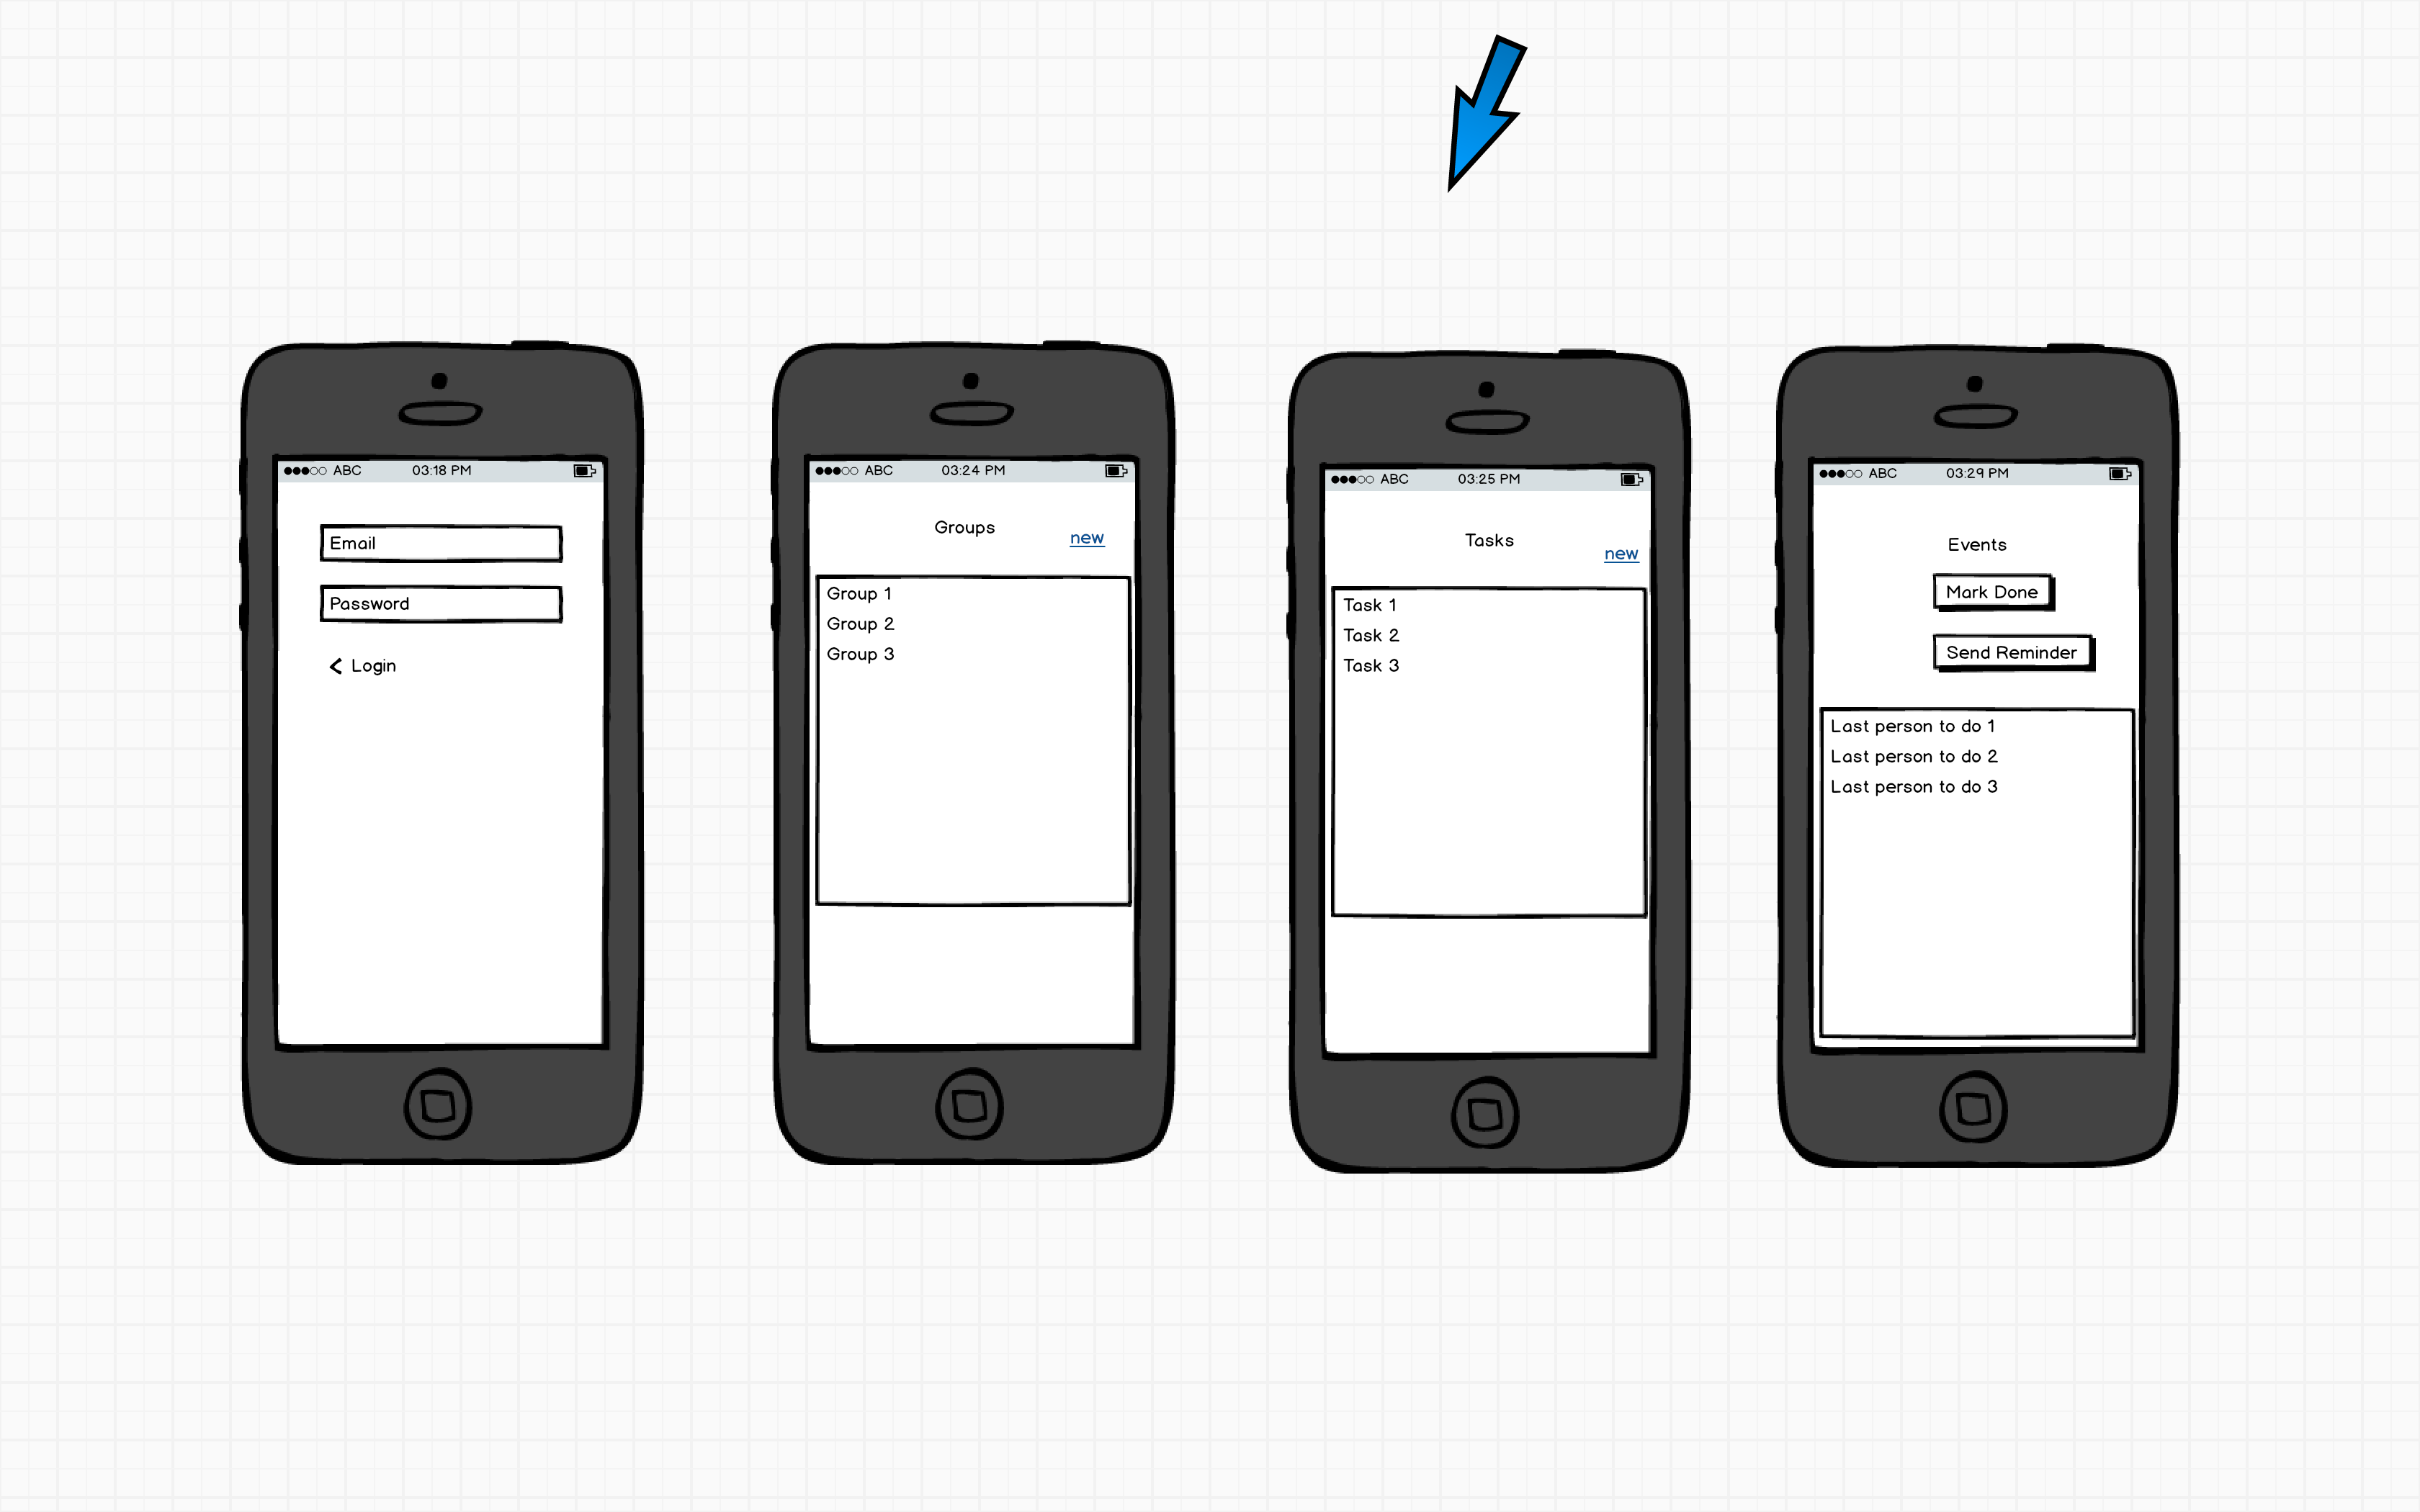 ABC 03:18 PM
Email
Password
Login
ABC 03:24 PM
Groups
new
Group 1
Group 2
Group 3
ABC 03:25 PM
Tasks
new
Task 1
Task 2
Task 3
ABC 03:29 PM
Events
Mark Done
Send Reminder
Last person to do 1
Last person to do 2
Last person to do 3